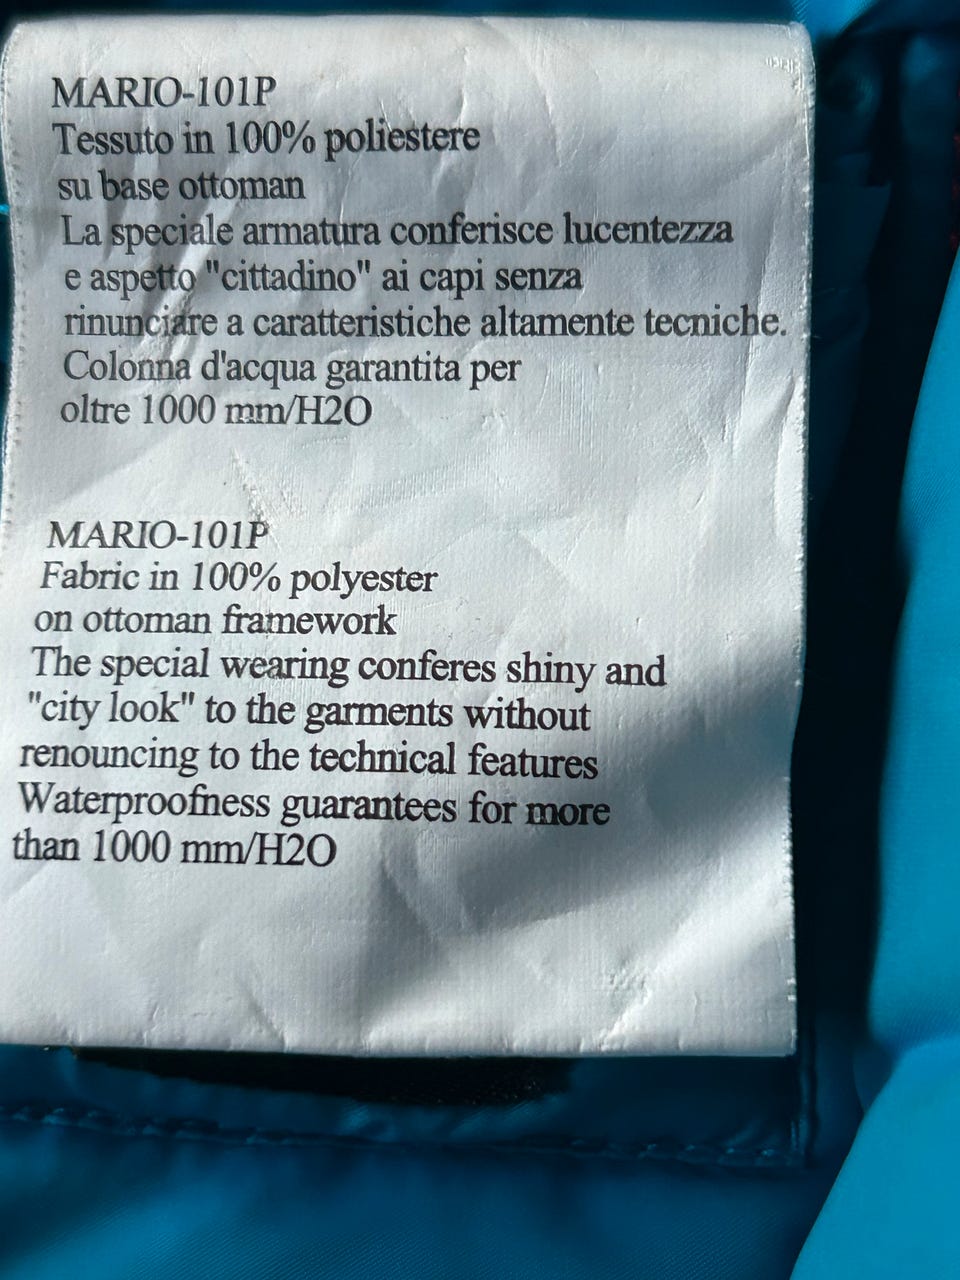 MARIO-101P
Tessuto in 100% poliestere
su base ottoman
La speciale armatura conferisce lucentezza
e aspetto "cittadino" ai capi senza
rinunciare a caratteristiche altamente tecniche.
Colonna d'acqua garantita per
oltre 1000 mm/H2O
MARIO-101P
Fabric in 100% polyester
on ottoman framework
The special wearing conferes shiny and
"city look" to the garments without
renouncing to the technical features
Waterproofness guarantees for more
than 1000 mm/H2O